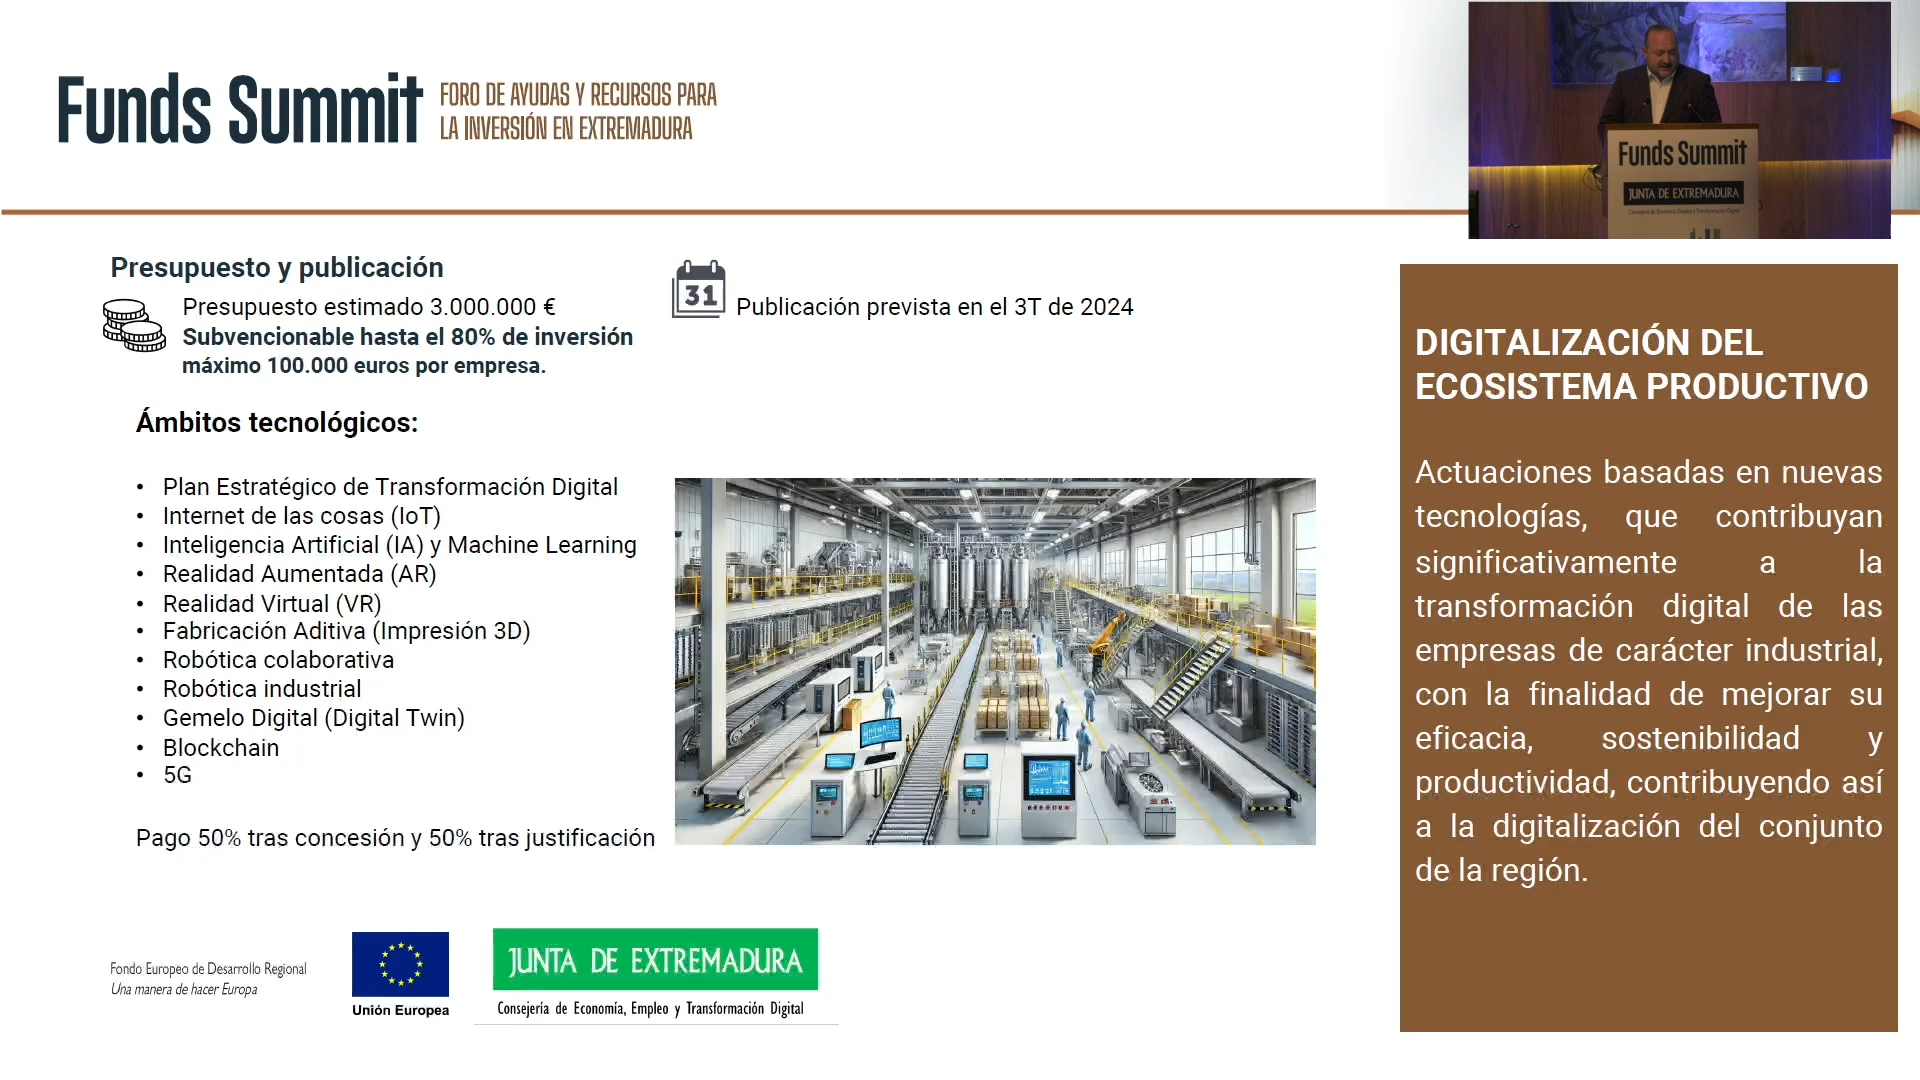 Funds Summit
FORO DE AYUDAS Y RECURSOS PARA
LA INVERSIÓN EN EXTREMADURA
Funds Summit
JUNTA DE EXTREMADURA
Consejería de Economía, Empleo y Transformación Digital
Presupuesto y publicación
Presupuesto estimado 3.000.000 €
Subvencionable hasta el 80% de inversión
máximo 100.000 euros por empresa.
31
Publicación prevista en el 3T de 2024
Ámbitos tecnológicos:
• Plan Estratégico de Transformación Digital
• Internet de las cosas (IoT)
• Inteligencia Artificial (IA) y Machine Learning
• Realidad Aumentada (AR)
• Realidad Virtual (VR)
• Fabricación Aditiva (Impresión 3D)
• Robótica colaborativa
• Robótica industrial
• Gemelo Digital (Digital Twin)
• Blockchain
• 5G
Pago 50% tras concesión y 50% tras justificación
DIGITALIZACIÓN DEL
ECOSISTEMA PRODUCTIVO
Actuaciones basadas en nuevas
tecnologías, que contribuyan
significativamente a la
transformación digital de las
empresas de carácter industrial,
con la finalidad de mejorar su
eficacia, sostenibilidad y
productividad, contribuyendo así
a la digitalización del conjunto
de la región.
Fondo Europeo de Desarrollo Regional
Una manera de hacer Europa
Unión Europea
JUNTA DE EXTREMADURA
Consejería de Economía, Empleo y Transformación Digital